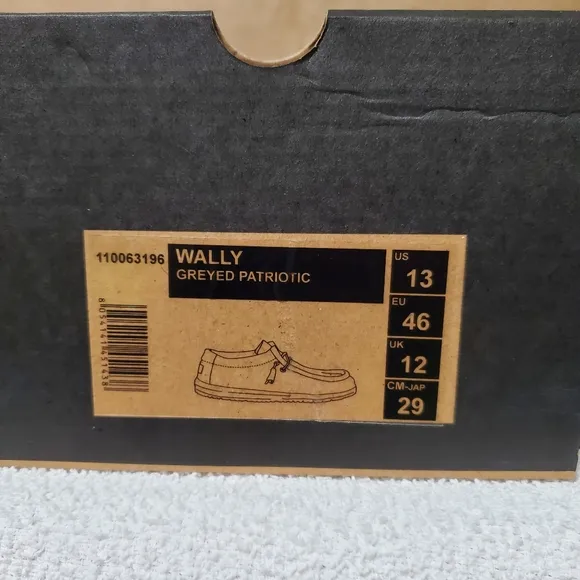 110063196
WALLY
GREYED PATRIOTIC
US
13
EU
46
UK
12
CM-JAP
29